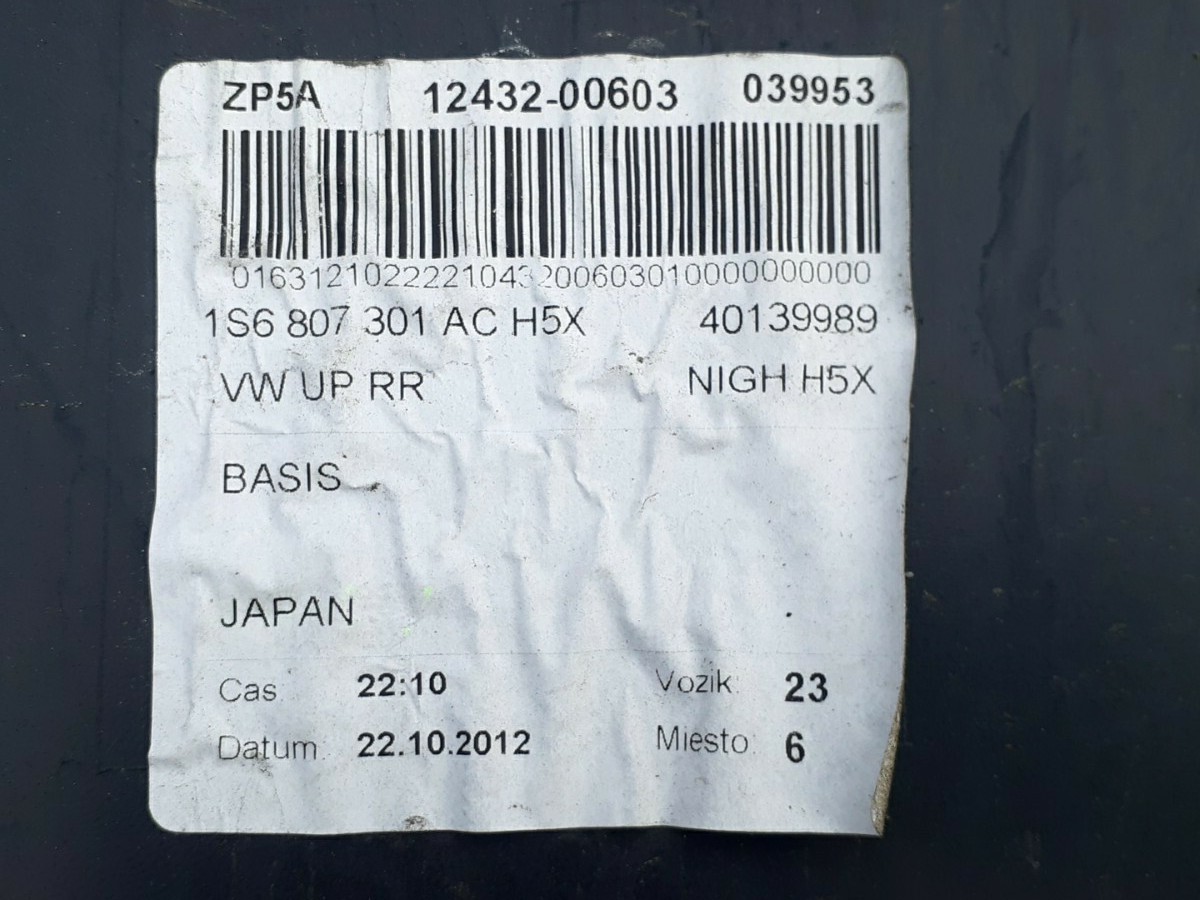 ZP5A 12432-00603 039953
0163121022221043200603010000000000
1S6 807 301 AC H5X 40139989
VW UP RR NIGH H5X
BASIS
JAPAN
Cas: 22:10 Vozik: 23
Datum: 22.10.2012 Miesto: 6